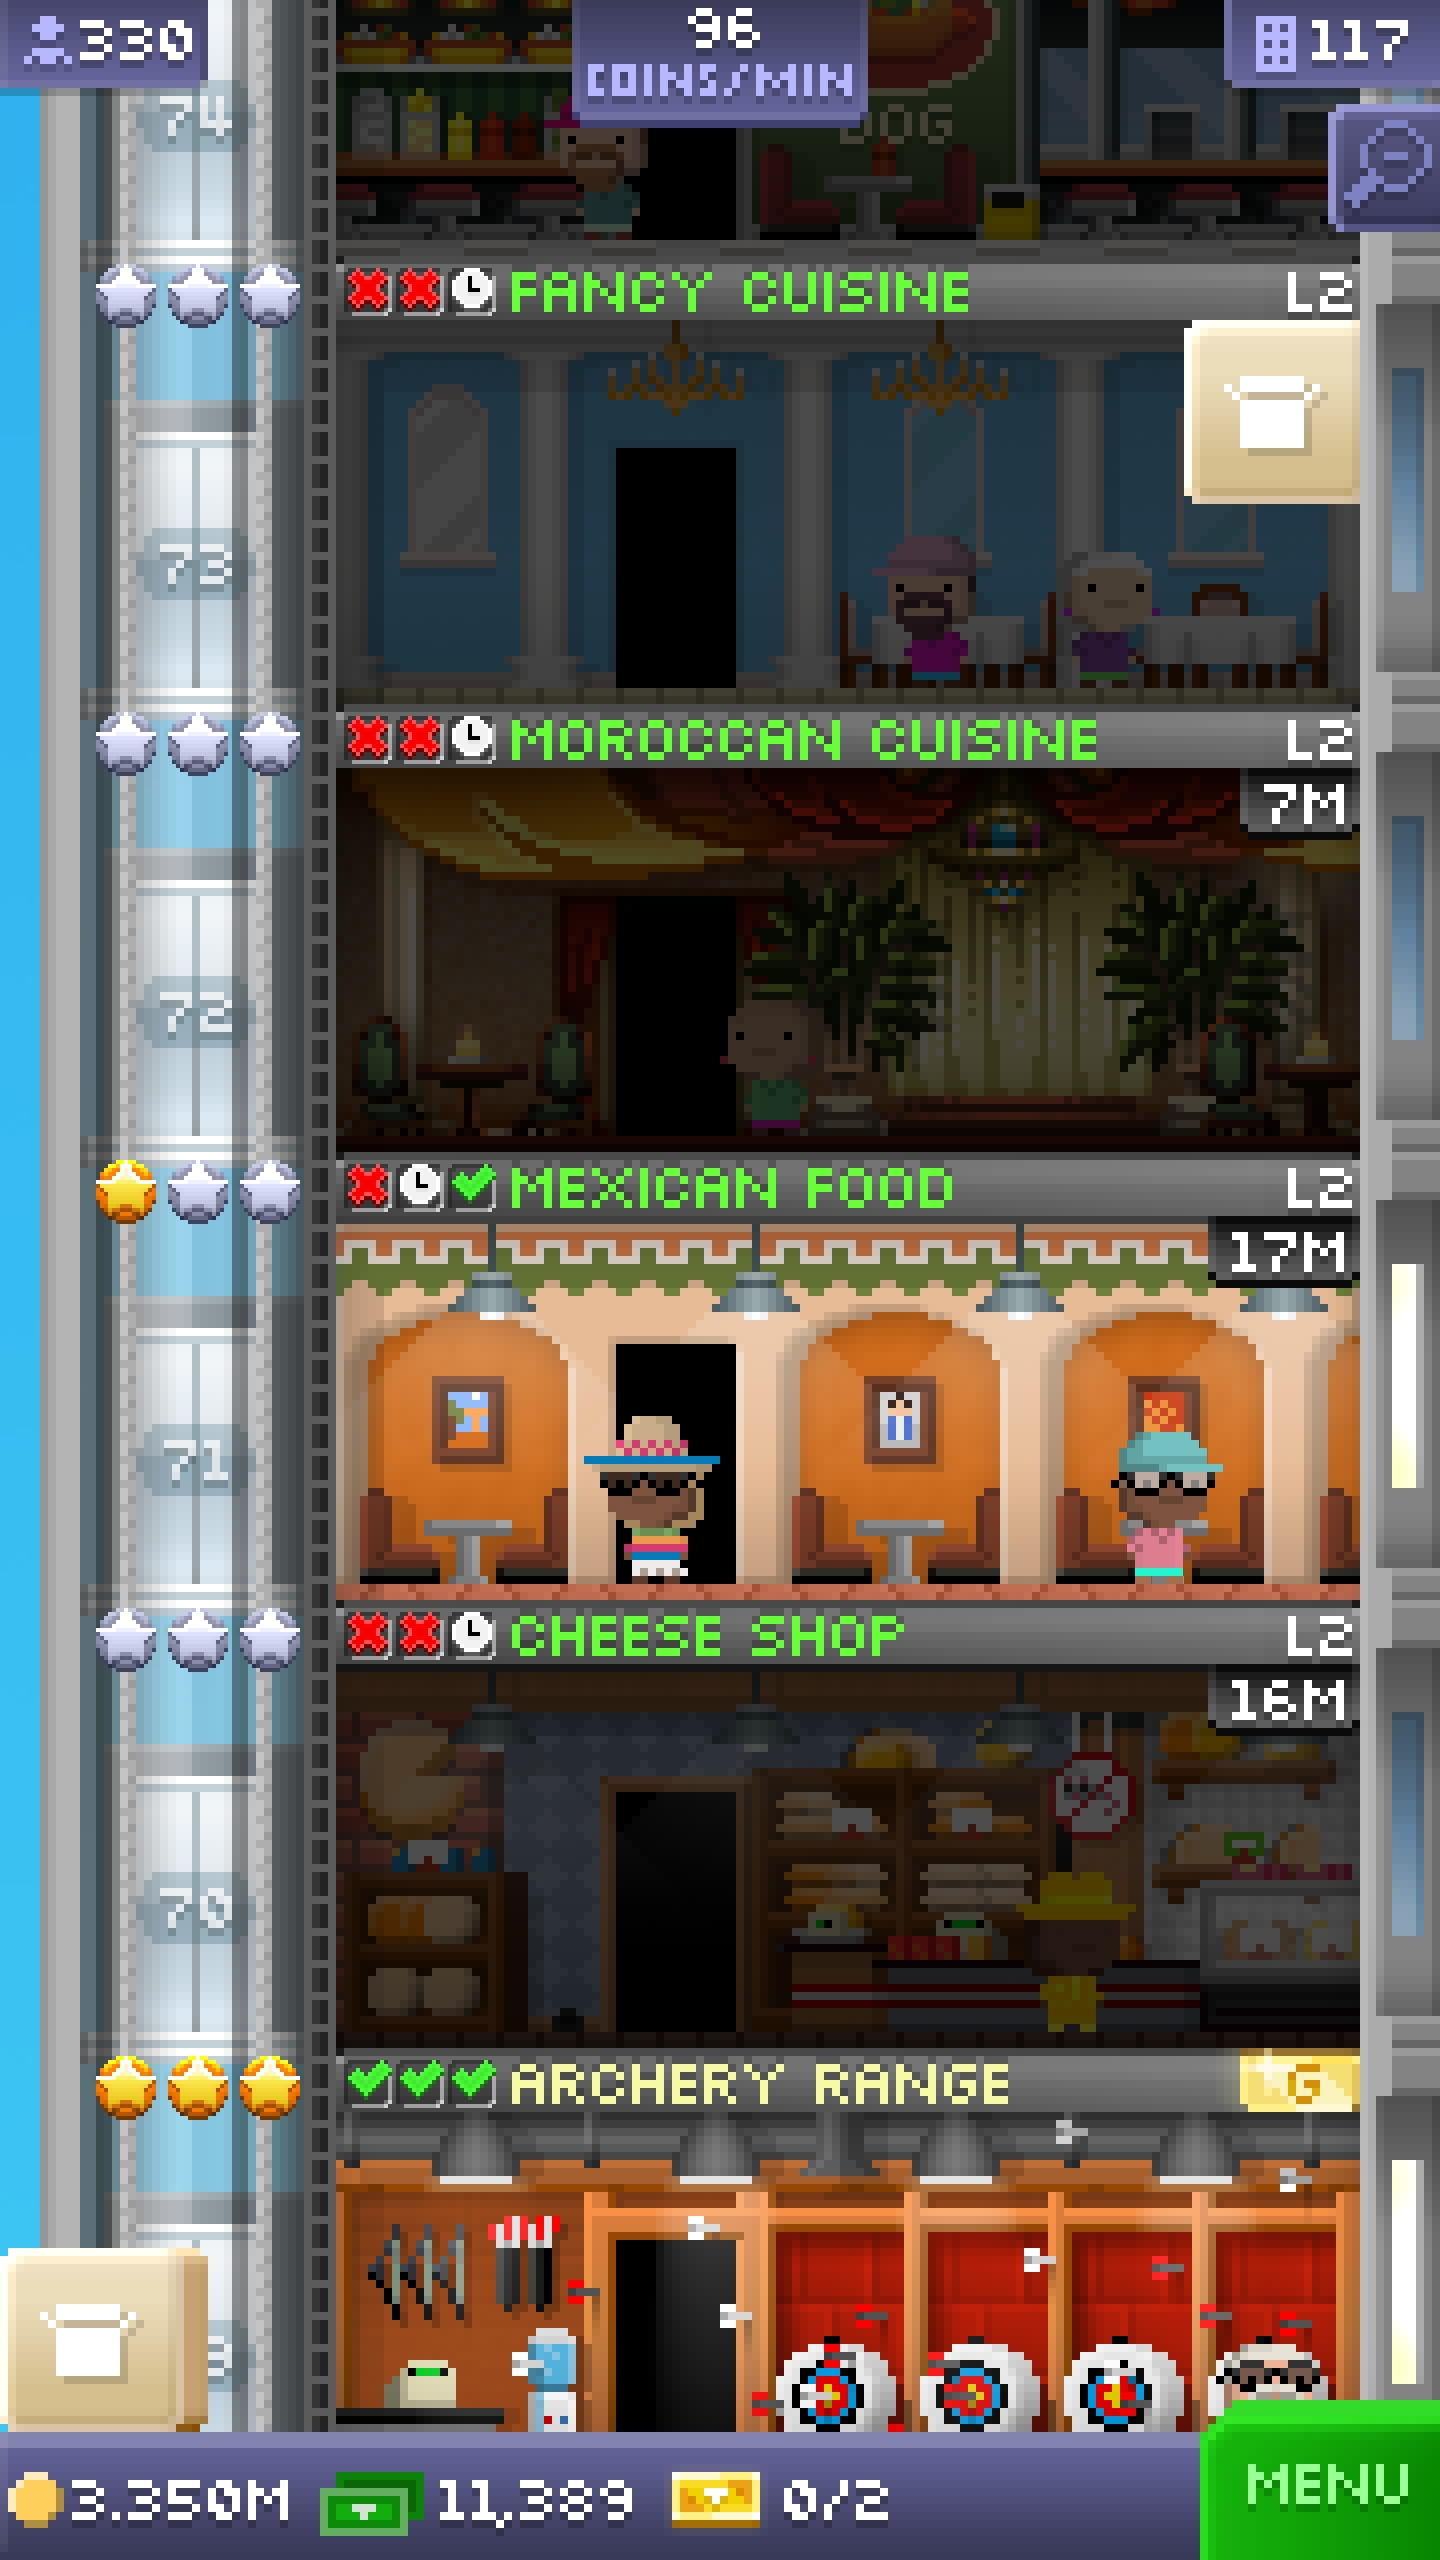 330
96
COINS/MIN
117
74
DOG
FANCY CUISINE L2
73
MOROCCAN CUISINE L2
7M
72
MEXICAN FOOD L2
17M
71
CHEESE SHOP L2
16M
70
ARCHERY RANGE G
3.350M 11,389 0/2
MENU